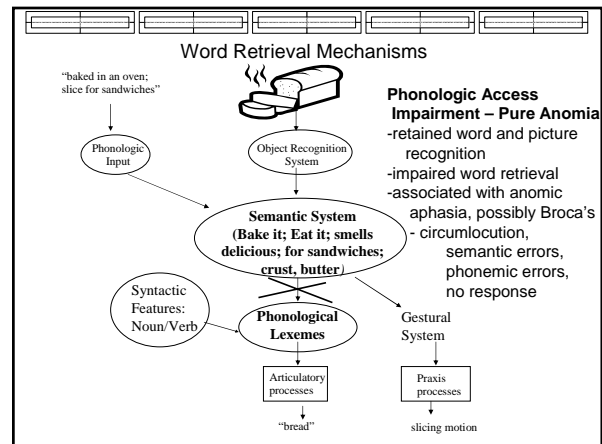 Word Retrieval Mechanisms
“baked in an oven;
slice for sandwiches”
Phonologic
Input
Object Recognition
System
Semantic System
(Bake it; Eat it; smells
delicious; for sandwiches;
crust, butter)
Syntactic
Features:
Noun/Verb
Phonological
Lexemes
Gestural
System
Articulatory
processes
Praxis
processes
“bread”
slicing motion
Phonologic Access
Impairment – Pure Anomia
-retained word and picture
recognition
-impaired word retrieval
-associated with anomic
aphasia, possibly Broca’s
- circumlocution,
semantic errors,
phonemic errors,
no response